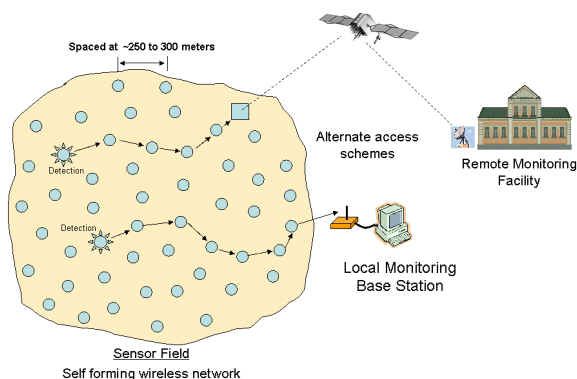 Spaced at ~250 to 300 meters
Detection
Detection
Alternate access
schemes
Remote Monitoring
Facility
Local Monitoring
Base Station
Sensor Field
Self forming wireless network